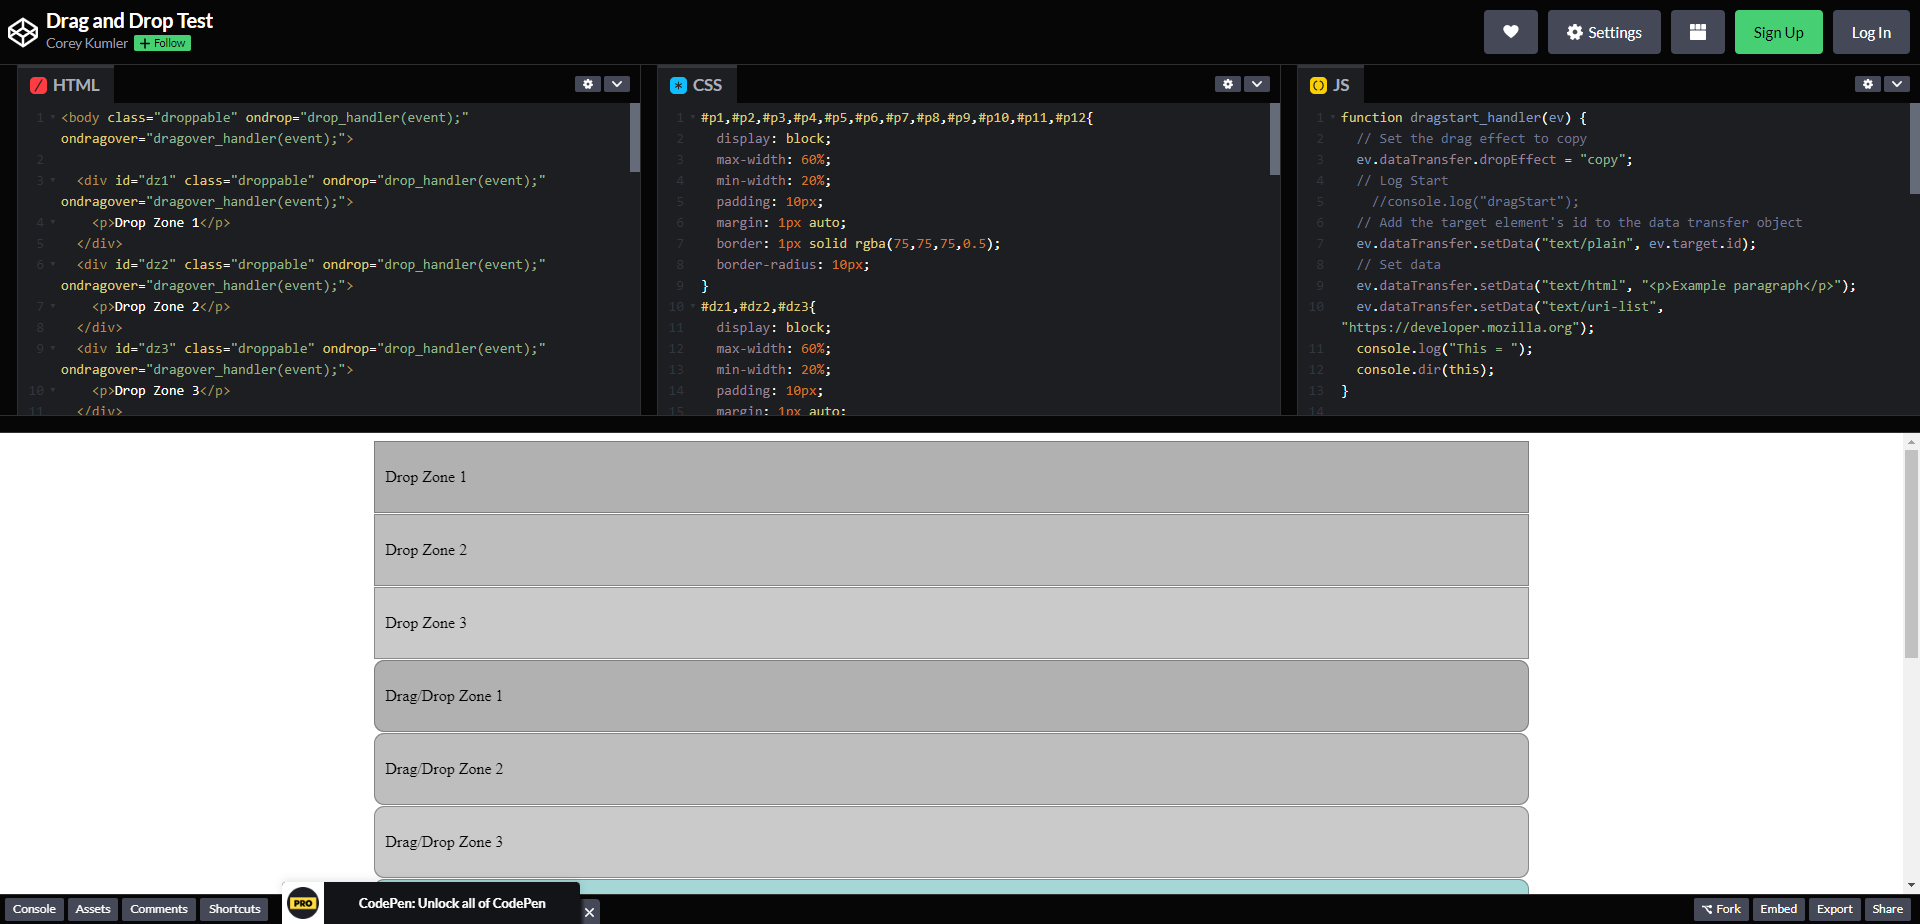 Drag and Drop Test
Corey Kumler + Follow
Settings
Sign Up
Log In
HTML
1 <body class="droppable" ondrop="drop_handler(event);"
ondragover="dragover_handler(event);">
2
3 <div id="dz1" class="droppable" ondrop="drop_handler(event);"
ondragover="dragover_handler(event);">
4 <p>Drop Zone 1</p>
5 </div>
6 <div id="dz2" class="droppable" ondrop="drop_handler(event);"
ondragover="dragover_handler(event);">
7 <p>Drop Zone 2</p>
8 </div>
9 <div id="dz3" class="droppable" ondrop="drop_handler(event);"
ondragover="dragover_handler(event);">
10 <p>Drop Zone 3</p>
11 </div>
CSS
1 #p1,#p2,#p3,#p4,#p5,#p6,#p7,#p8,#p9,#p10,#p11,#p12{
2 display: block;
3 max-width: 60%;
4 min-width: 20%;
5 padding: 10px;
6 margin: 1px auto;
7 border: 1px solid rgba(75,75,75,0.5);
8 border-radius: 10px;
9 }
10 #dz1,#dz2,#dz3{
11 display: block;
12 max-width: 60%;
13 min-width: 20%;
14 padding: 10px;
15 margin: 1px auto;
JS
1 function dragstart_handler(ev) {
2 // Set the drag effect to copy
3 ev.dataTransfer.dropEffect = "copy";
4 // Log Start
5 //console.log("dragStart");
6 // Add the target element's id to the data transfer object
7 ev.dataTransfer.setData("text/plain", ev.target.id);
8 // Set data
9 ev.dataTransfer.setData("text/html", "<p>Example paragraph</p>");
10 ev.dataTransfer.setData("text/uri-list",
"https://developer.mozilla.org");
11 console.log("This = ");
12 console.dir(this);
13 }
14
Drop Zone 1
Drop Zone 2
Drop Zone 3
Drag/Drop Zone 1
Drag/Drop Zone 2
Drag/Drop Zone 3
Console
Assets
Comments
Shortcuts
PRO
CodePen: Unlock all of CodePen
Fork
Embed
Export
Share